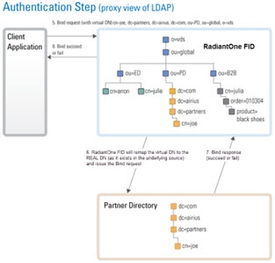 Authentication Step (proxy view of LDAP)
5. Bind request (with virtual DN) cn=joe, dc=partners, dc=airius, dc=com, ou=PD, ou=global, o=vds
Client
Application
8. Bind succeed
or fail
o=vds
ou=global
RadiantOne FID
ou=ED
ou=PD
ou=B2B
cn=julie
dc=com
dc=airius
dc=partners
cn=joe
cn=julia
order=010304
product=
black shoes
6. RadiantOne FID will remap the virtual DN to the
REAL DN (as it exists in the underlying source)
and issue the Bind request
7. Bind response
(succeed or fail)
Partner Directory
dc=com
dc=airius
dc=partners
cn=joe